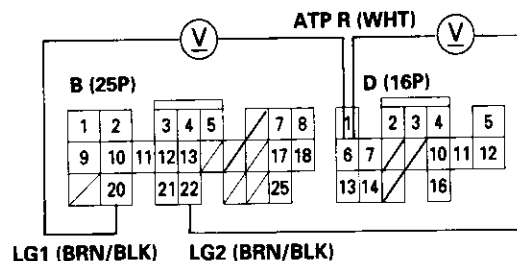 ATP R (WHT)
V V
B (25P) D (16P)
1 2 3 4 5 7 8 1 2 3 4 5
9 10 11 12 13 17 18 6 7 10 11 12
20 21 22 25 13 14 16
LG1 (BRN/BLK) LG2 (BRN/BLK)